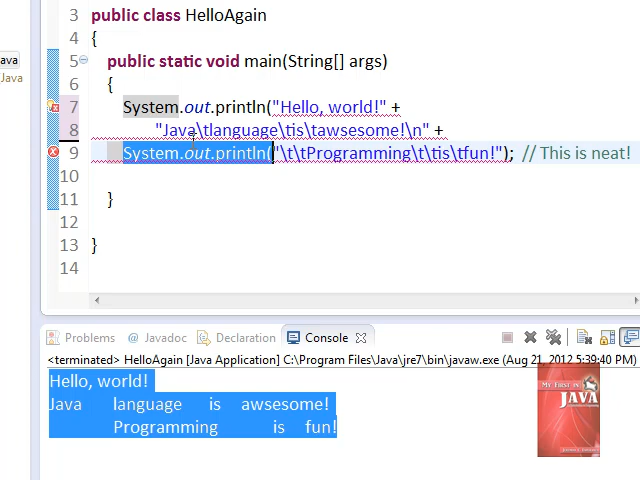 3 public class HelloAgain
4 {
5 public static void main(String[] args)
6 {
7 System.out.println("Hello, world!" +
8 "Java\tlanguage\tis\tawsesome!\n" +
9 System.out.println("\t\tProgramming\t\tis\tfun!"); // This is neat!
10
11 }
12
13 }
14
ava
Java
Problems @ Javadoc Declaration Console
<terminated> HelloAgain [Java Application] C:\Program Files\Java\jre7\bin\javaw.exe (Aug 21, 2012 5:39:40 PM)
Hello, world!
Java language is awsesome!
Programming is fun!
MY FIRST IN
JAVA